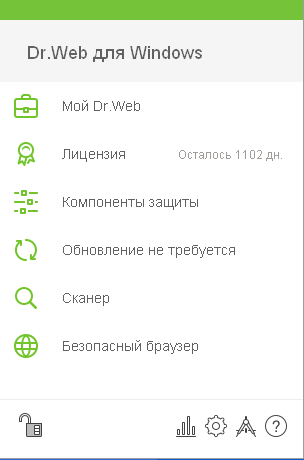 Dr.Web для Windows
Мой Dr.Web
Лицензия Осталось 1102 дн.
Компоненты защиты
Обновление не требуется
Сканер
Безопасный браузер
?